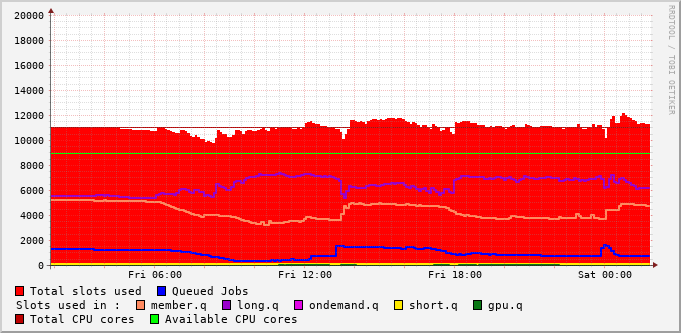 20000
18000
16000
14000
12000
10000
8000
6000
4000
2000
0
Fri 06:00 Fri 12:00 Fri 18:00 Sat 00:00
RRDTOOL / TOBI OETIKER
Total slots used Queued Jobs
Slots used in : member.q long.q ondemand.q short.q gpu.q
Total CPU cores Available CPU cores